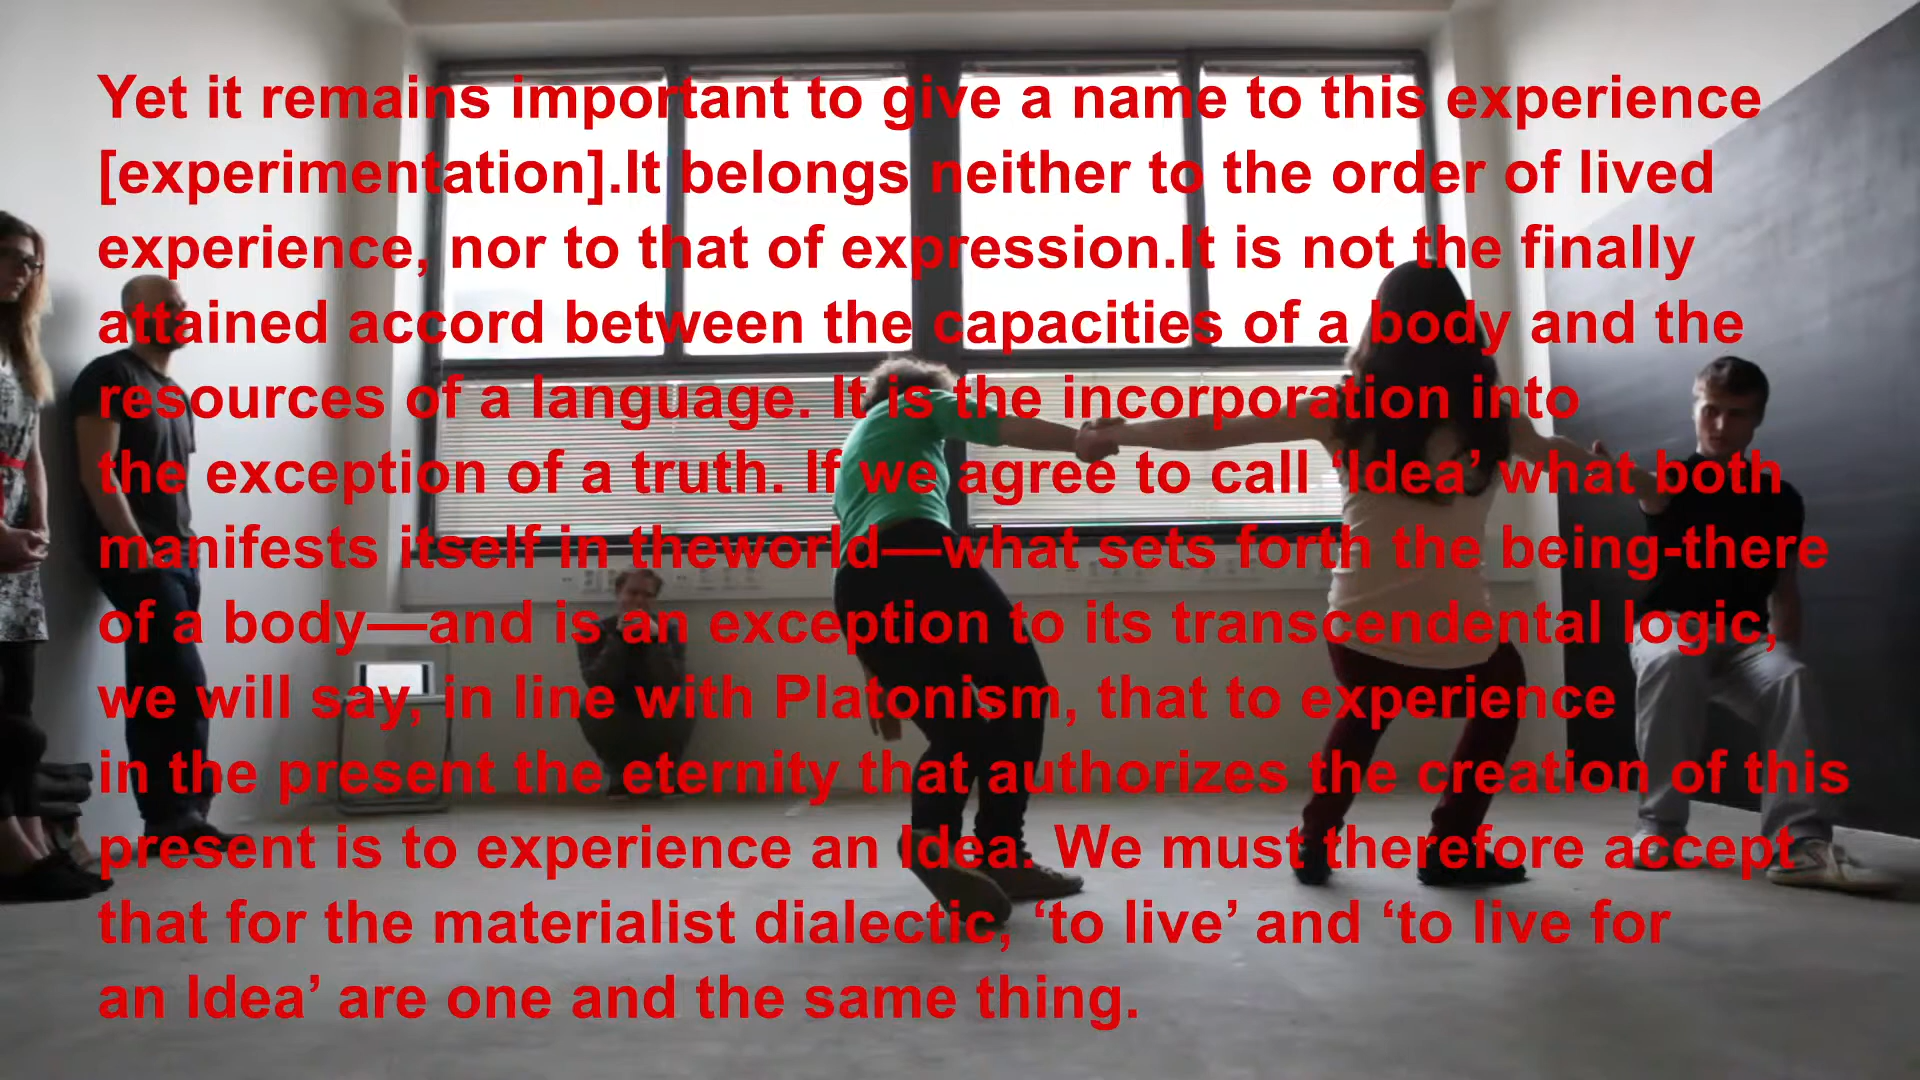 Yet it remains important to give a name to this experience
[experimentation].It belongs neither to the order of lived
experience, nor to that of expression.It is not the finally
attained accord between the capacities of a body and the
resources of a language. It is the incorporation into
the exception of a truth. If we agree to call ‘Idea’ what both
manifests itself in theworld—what sets forth the being-there
of a body—and is an exception to its transcendental logic,
we will say, in line with Platonism, that to experience
in the present the eternity that authorizes the creation of this
present is to experience an Idea. We must therefore accept
that for the materialist dialectic, ‘to live’ and ‘to live for
an Idea’ are one and the same thing.